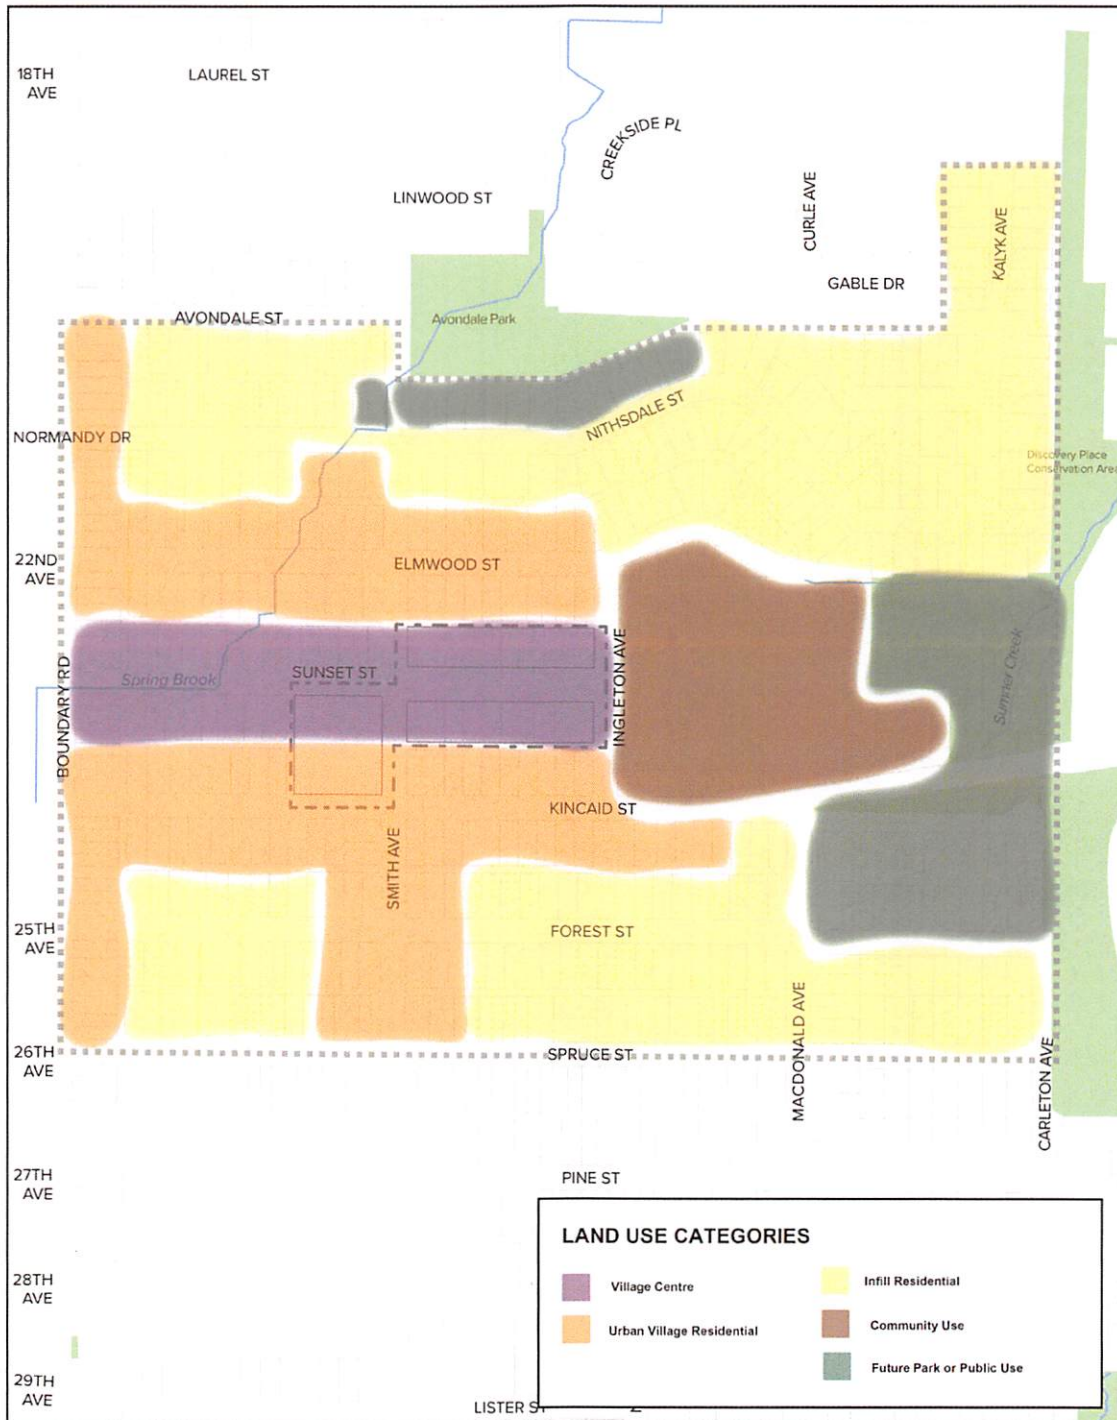 18TH
AVE
LAUREL ST
CREEKSIDE PL
LINWOOD ST
CURLE AVE
KALYK AVE
GABLE DR
AVONDALE ST
Avondale Park
NITHSDALE ST
NORMANDY DR
Discovery Place
Conservation Area
22ND
AVE
ELMWOOD ST
BOUNDARY RD
Spring Brook
SUNSET ST
INGLETON AVE
Sumner Creek
KINCAID ST
SMITH AVE
25TH
AVE
FOREST ST
MACDONALD AVE
26TH
AVE
SPRUCE ST
CARLETON AVE
27TH
AVE
PINE ST
LAND USE CATEGORIES
Village Centre
Infill Residential
Urban Village Residential
Community Use
Future Park or Public Use
28TH
AVE
29TH
AVE
LISTER ST